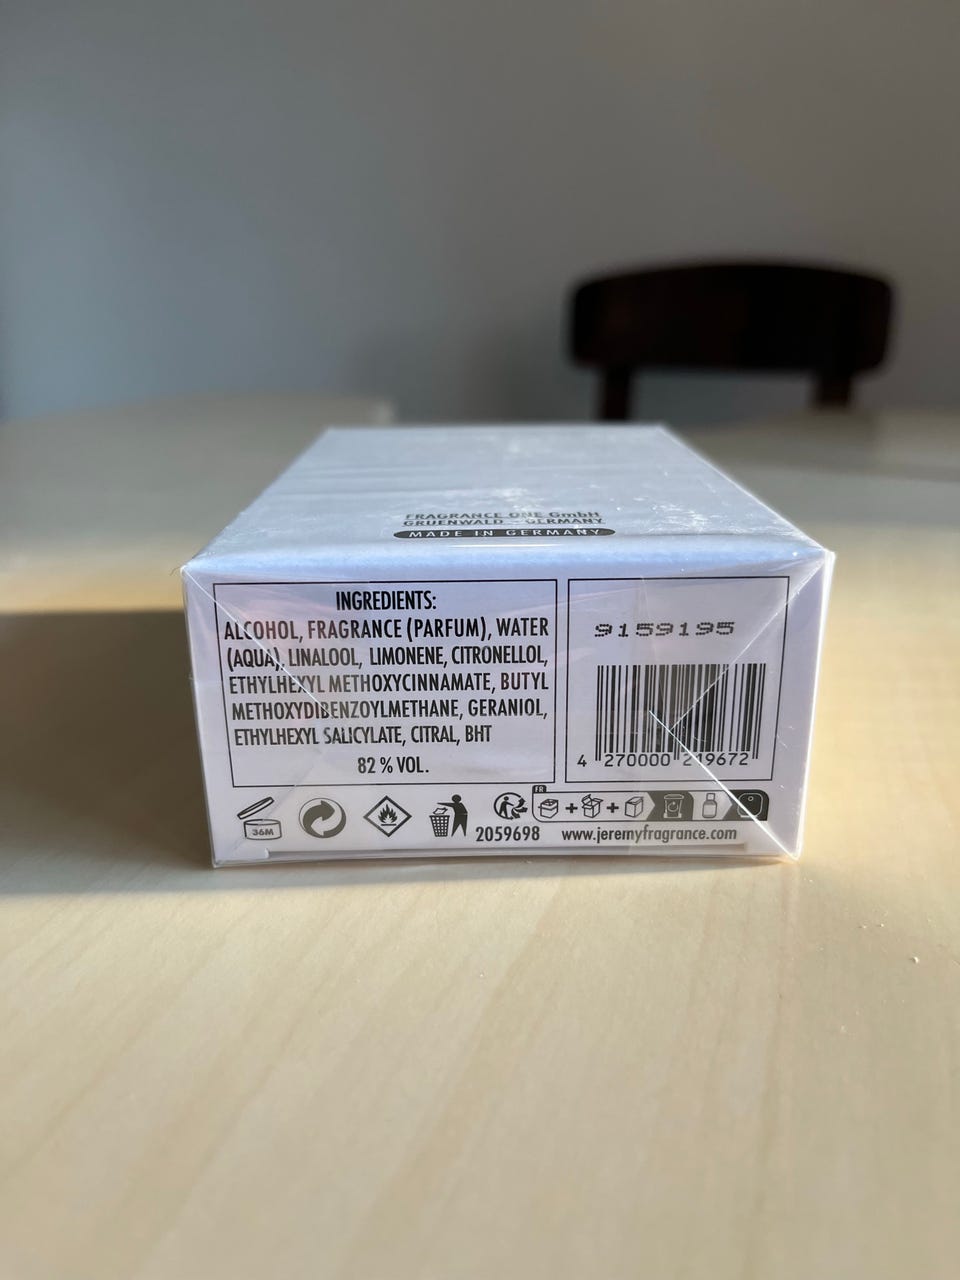 FRAGRANCE ONE GmbH
GRUENWALD - GERMANY
MADE IN GERMANY
INGREDIENTS:
ALCOHOL, FRAGRANCE (PARFUM), WATER
(AQUA), LINALOOL, LIMONENE, CITRONELLOL,
ETHYLHEXYL METHOXYCINNAMATE, BUTYL
METHOXYDIBENZOYLMETHANE, GERANIOL,
ETHYLHEXYL SALICYLATE, CITRAL, BHT
82 % VOL.
9159195
4 270000 219672
36M
FR
2059698
www.jeremyfragrance.com